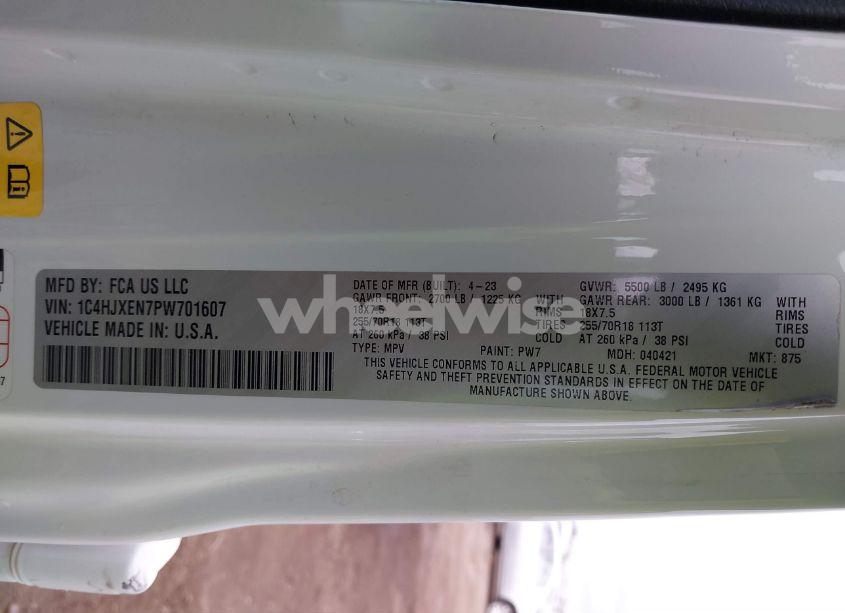 MFD BY: FCA US LLC
VIN: 1C4HJXEN7PW701607
VEHICLE MADE IN: U.S.A.
DATE OF MFR (BUILT): 4-23 GVWR: 5500 LB / 2495 KG
GAWR FRONT: 2700 LB / 1225 KG WITH GAWR REAR: 3000 LB / 1361 KG WITH
18X7.5 RIMS 18X7.5 RIMS
255/70R18 113T TIRES 255/70R18 113T TIRES
AT 260 kPa / 38 PSI COLD AT 260 kPa / 38 PSI COLD
TYPE: MPV PAINT: PW7 MDH: 040421 MKT: 875
THIS VEHICLE CONFORMS TO ALL APPLICABLE U.S.A. FEDERAL MOTOR VEHICLE
SAFETY AND THEFT PREVENTION STANDARDS IN EFFECT ON THE DATE OF
MANUFACTURE SHOWN ABOVE.
wheelwise
7